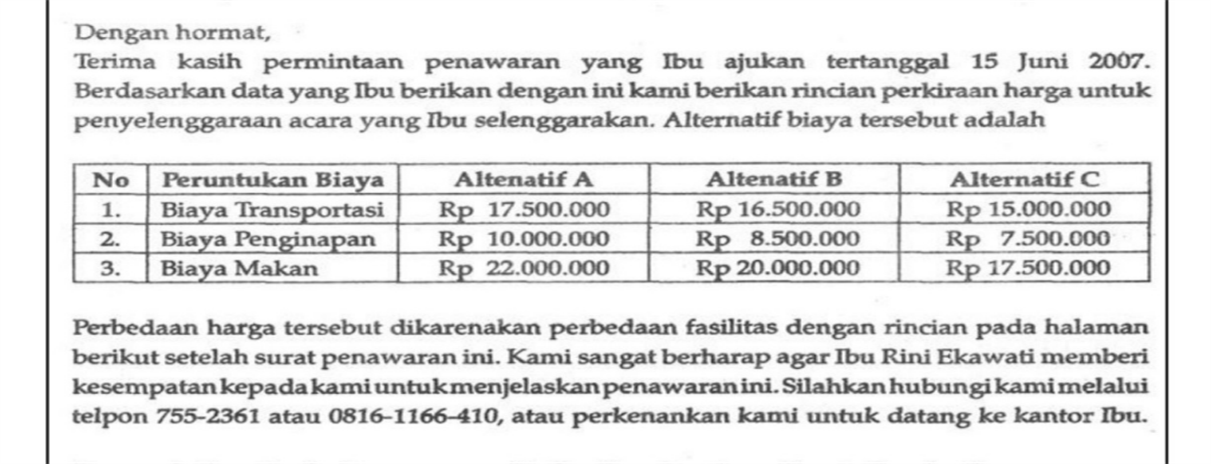 Dengan hormat,
Terima kasih permintaan penawaran yang Ibu ajukan tertanggal 15 Juni 2007.
Berdasarkan data yang Ibu berikan dengan ini kami berikan rincian perkiraan harga untuk
penyelenggaraan acara yang Ibu selenggarakan. Alternatif biaya tersebut adalah
No Peruntukan Biaya Altenatif A Altenatif B Alternatif C
1. Biaya Transportasi Rp 17.500.000 Rp 16.500.000 Rp 15.000.000
2. Biaya Penginapan Rp 10.000.000 Rp 8.500.000 Rp 7.500.000
3. Biaya Makan Rp 22.000.000 Rp 20.000.000 Rp 17.500.000
Perbedaan harga tersebut dikarenakan perbedaan fasilitas dengan rincian pada halaman
berikut setelah surat penawaran ini. Kami sangat berharap agar Ibu Rini Ekawati memberi
kesempatan kepada kami untuk menjelaskan penawaran ini. Silahkan hubungi kami melalui
telpon 755-2361 atau 0816-1166-410, atau perkenankan kami untuk datang ke kantor Ibu.